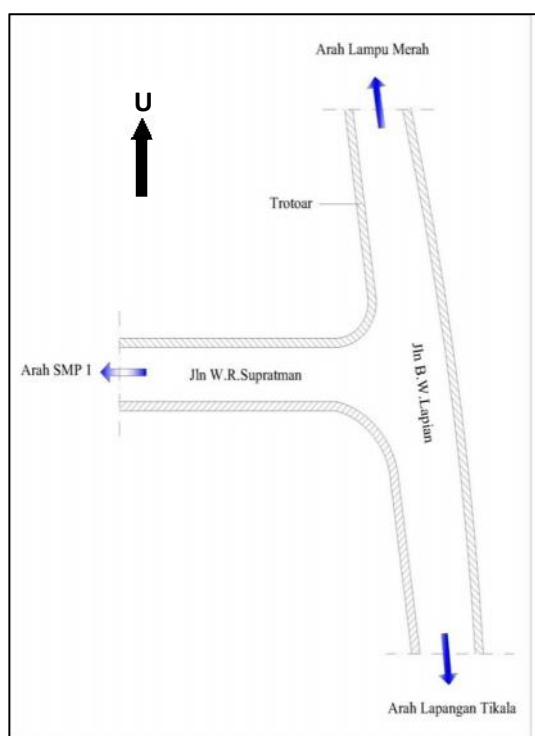 Arah Lampu Merah
U
Trotoar
Arah SMP 1
Jln W.R.Supratman
Jln B.W.Lapian
Arah Lapangan Tikala